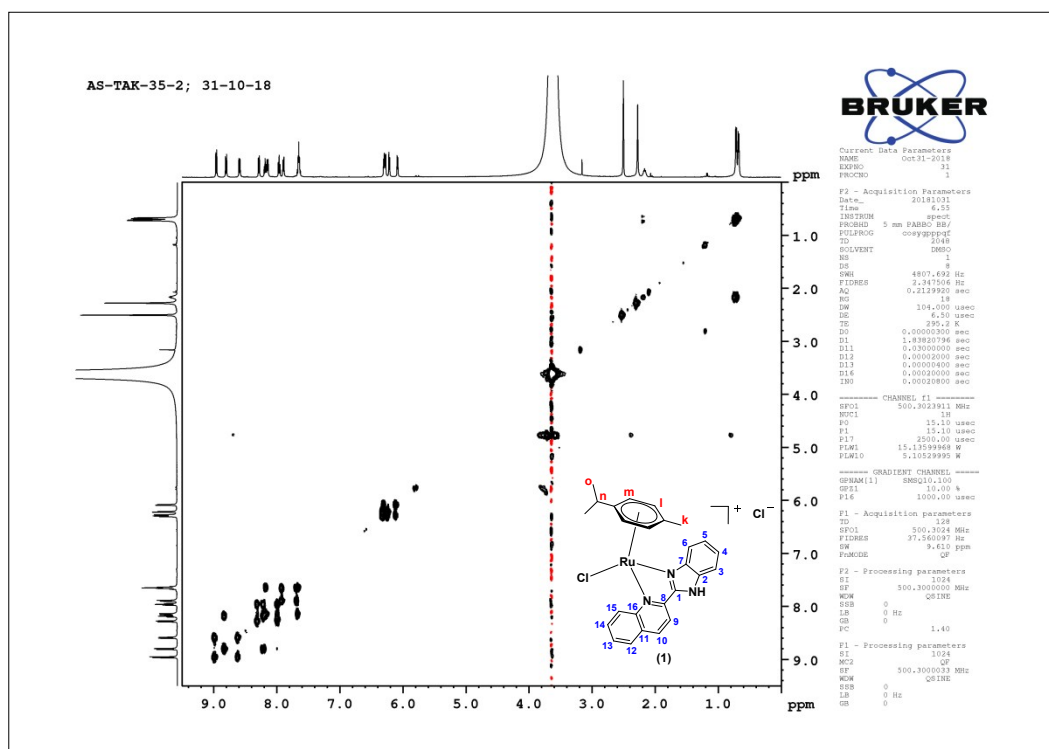 AS-TAK-35-2; 31-10-18
BRUKER
Current Data Parameters
NAME Oct31-2018
EXPNO 31
PROCNO 1
F2 - Acquisition Parameters
Date_ 20181031
Time 6.55
INSTRUM spect
PROBHD 5 mm PABBO BB/
PULPROG cosygpppqf
TD 2048
SOLVENT DMSO
NS 1
DS 8
SWH 4807.692 Hz
FIDRES 2.347506 Hz
AQ 0.2129920 sec
RG 18
DW 104.000 usec
DE 6.50 usec
TE 295.2 K
D0 0.00000300 sec
D1 1.83820796 sec
D11 0.03000000 sec
D12 0.00002000 sec
D13 0.00000400 sec
D16 0.00020000 sec
IN0 0.00020800 sec
======== CHANNEL f1 ========
SFO1 500.3023911 MHz
NUC1 1H
P0 15.10 usec
P1 15.10 usec
P17 2500.00 usec
PLW1 15.13599968 W
PLW10 5.10529995 W
====== GRADIENT CHANNEL =====
GPNAM[1] SMSQ10.100
GPZ1 10.00 %
P16 1000.00 usec
F1 - Acquisition parameters
TD 128
SFO1 500.3024 MHz
FIDRES 37.560097 Hz
SW 9.610 ppm
FnMODE QF
F2 - Processing parameters
SI 1024
SF 500.3000000 MHz
WDW QSINE
SSB 0
LB 0 Hz
GB 0
PC 1.40
F1 - Processing parameters
SI 1024
MC2 QF
SF 500.3000033 MHz
WDW QSINE
SSB 0
LB 0 Hz
GB 0
ppm
1.0
2.0
3.0
4.0
5.0
6.0
7.0
8.0
9.0
9.0 8.0 7.0 6.0 5.0 4.0 3.0 2.0 1.0 ppm
o
n
m
l
k
+
Cl-
Ru
Cl
N
N
NH
1
2
3
4
5
6
7
8
9
10
11
12
13
14
15
16
(1)